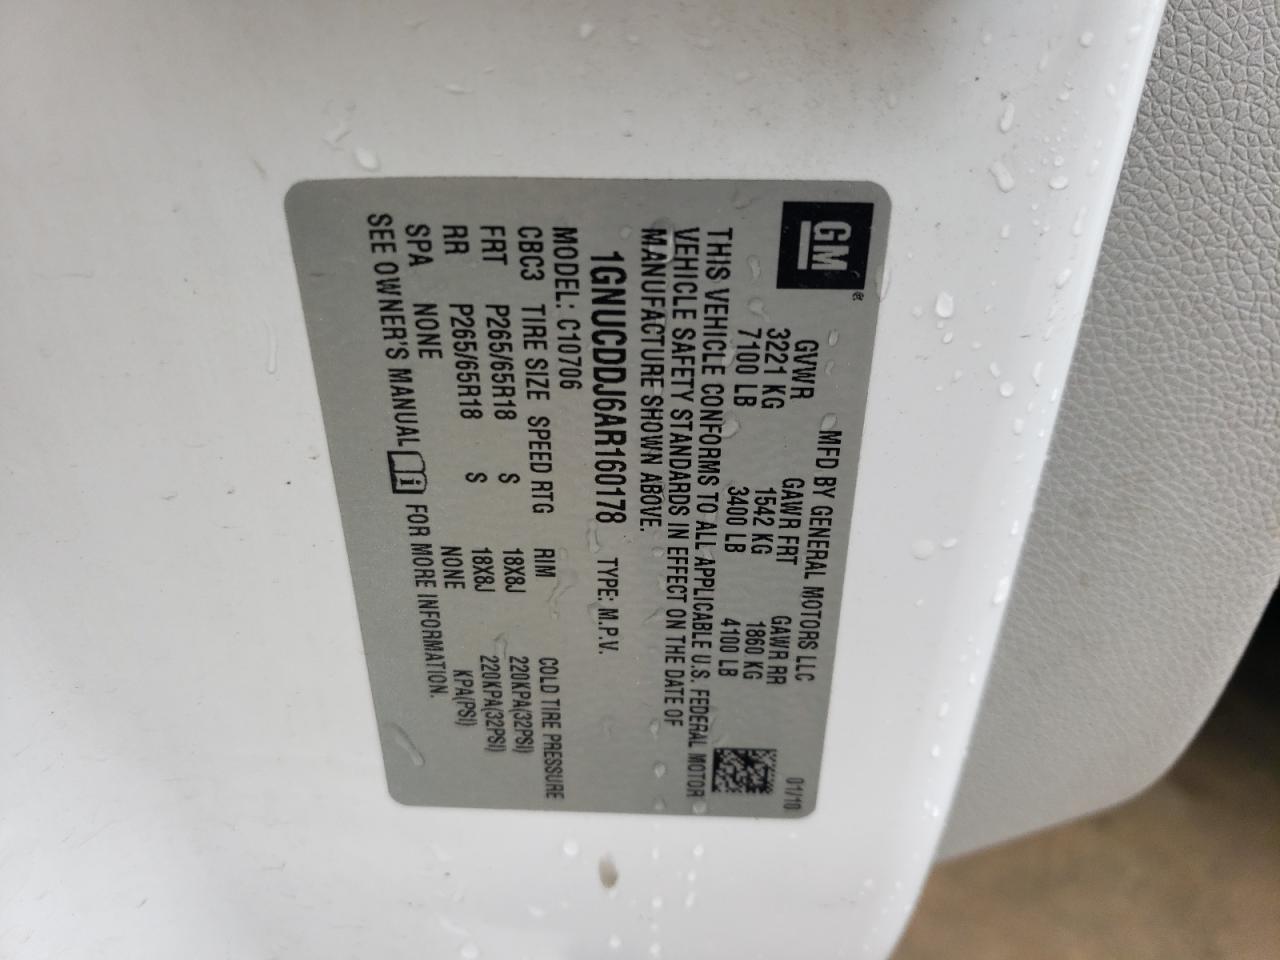 GM®
MFD BY GENERAL MOTORS LLC 01/10
GVWR GAWR FRT GAWR RR
3221 KG 1542 KG 1860 KG
7100 LB 3400 LB 4100 LB
THIS VEHICLE CONFORMS TO ALL APPLICABLE U.S. FEDERAL MOTOR
VEHICLE SAFETY STANDARDS IN EFFECT ON THE DATE OF
MANUFACTURE SHOWN ABOVE.
1GNUCDDJ6AR160178 TYPE: M.P.V.
MODEL: C10706
CBC3 TIRE SIZE SPEED RTG RIM COLD TIRE PRESSURE
FRT P265/65R18 S 18X8J 220KPA(32PSI)
RR P265/65R18 S 18X8J 220KPA(32PSI)
SPA NONE NONE KPA(PSI)
SEE OWNER'S MANUAL i FOR MORE INFORMATION.